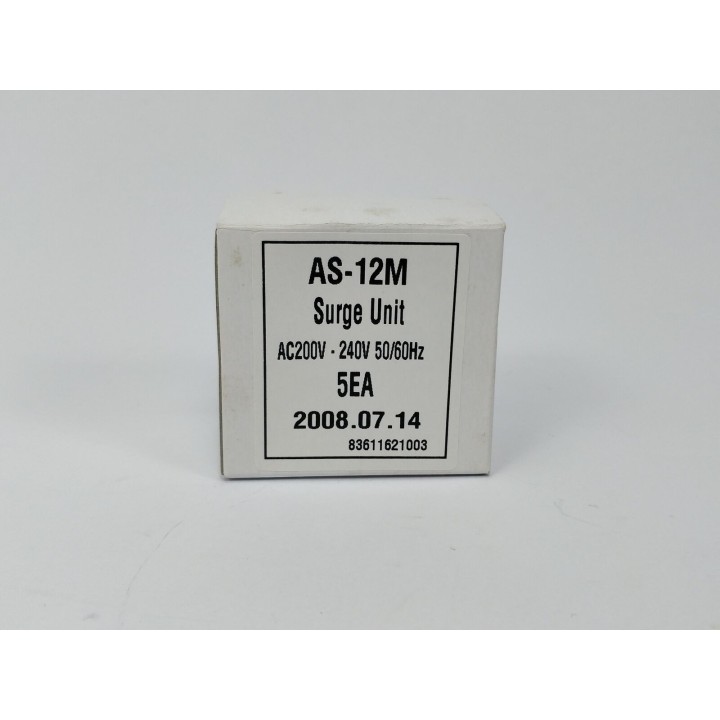 AS-12M
Surge Unit
AC200V - 240V 50/60Hz
5EA
2008.07.14
83611621003